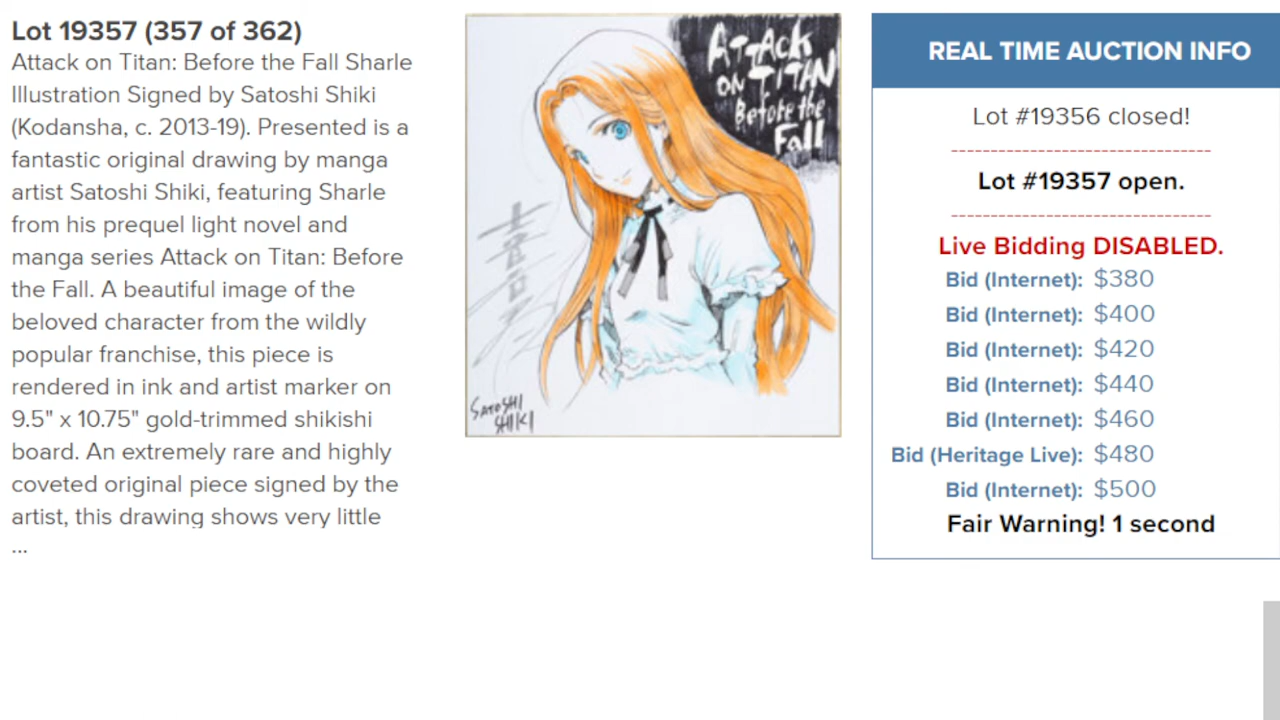 Lot 19357 (357 of 362)
Attack on Titan: Before the Fall Sharle
Illustration Signed by Satoshi Shiki
(Kodansha, c. 2013-19). Presented is a
fantastic original drawing by manga
artist Satoshi Shiki, featuring Sharle
from his prequel light novel and
manga series Attack on Titan: Before
the Fall. A beautiful image of the
beloved character from the wildly
popular franchise, this piece is
rendered in ink and artist marker on
9.5" x 10.75" gold-trimmed shikishi
board. An extremely rare and highly
coveted original piece signed by the
artist, this drawing shows very little
...
ATTAcK
oN TiTAN
Before the
Fall
SATOSHI
SHIKI
REAL TIME AUCTION INFO
Lot #19356 closed!
Lot #19357 open.
Live Bidding DISABLED.
Bid (Internet): $380
Bid (Internet): $400
Bid (Internet): $420
Bid (Internet): $440
Bid (Internet): $460
Bid (Heritage Live): $480
Bid (Internet): $500
Fair Warning! 1 second